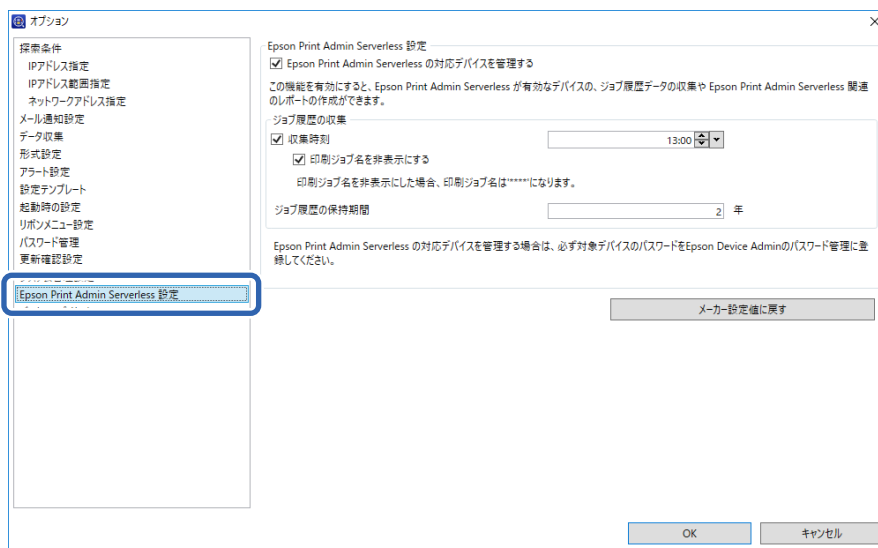 オプション
探索条件
IPアドレス指定
IPアドレス範囲指定
ネットワークアドレス指定
メール通知設定
データ収集
形式設定
アラート設定
設定テンプレート
起動時の設定
リボンメニュー設定
パスワード管理
更新確認設定
Epson Print Admin Serverless 設定
Epson Print Admin Serverless 設定
Epson Print Admin Serverless の対応デバイスを管理する
この機能を有効にすると、Epson Print Admin Serverless が有効なデバイスの、ジョブ履歴データの収集や Epson Print Admin Serverless 関連
のレポートの作成ができます。
ジョブ履歴の収集
収集時刻 13:00
印刷ジョブ名を非表示にする
印刷ジョブ名を非表示にした場合、印刷ジョブ名は"****"になります。
ジョブ履歴の保持期間 2 年
Epson Print Admin Serverless の対応デバイスを管理する場合は、必ず対象デバイスのパスワードをEpson Device Adminのパスワード管理に登
録してください。
メーカー設定値に戻す
OK キャンセル